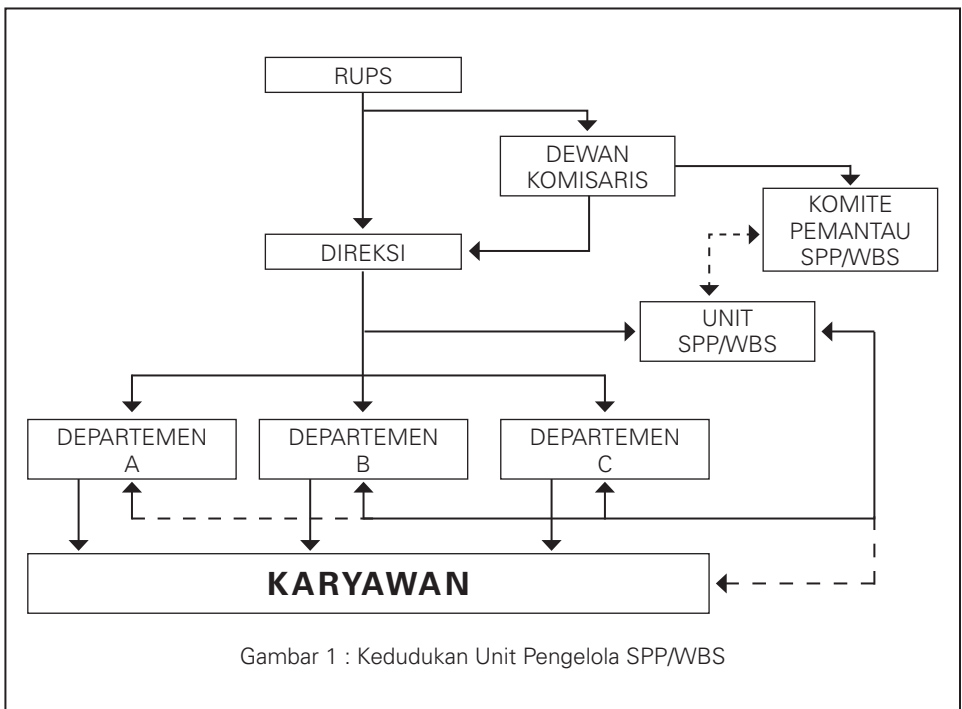 RUPS
DEWAN
KOMISARIS
KOMITE
PEMANTAU
SPP/WBS
DIREKSI
UNIT
SPP/WBS
DEPARTEMEN
A
DEPARTEMEN
B
DEPARTEMEN
C
KARYAWAN
Gambar 1 : Kedudukan Unit Pengelola SPP/WBS